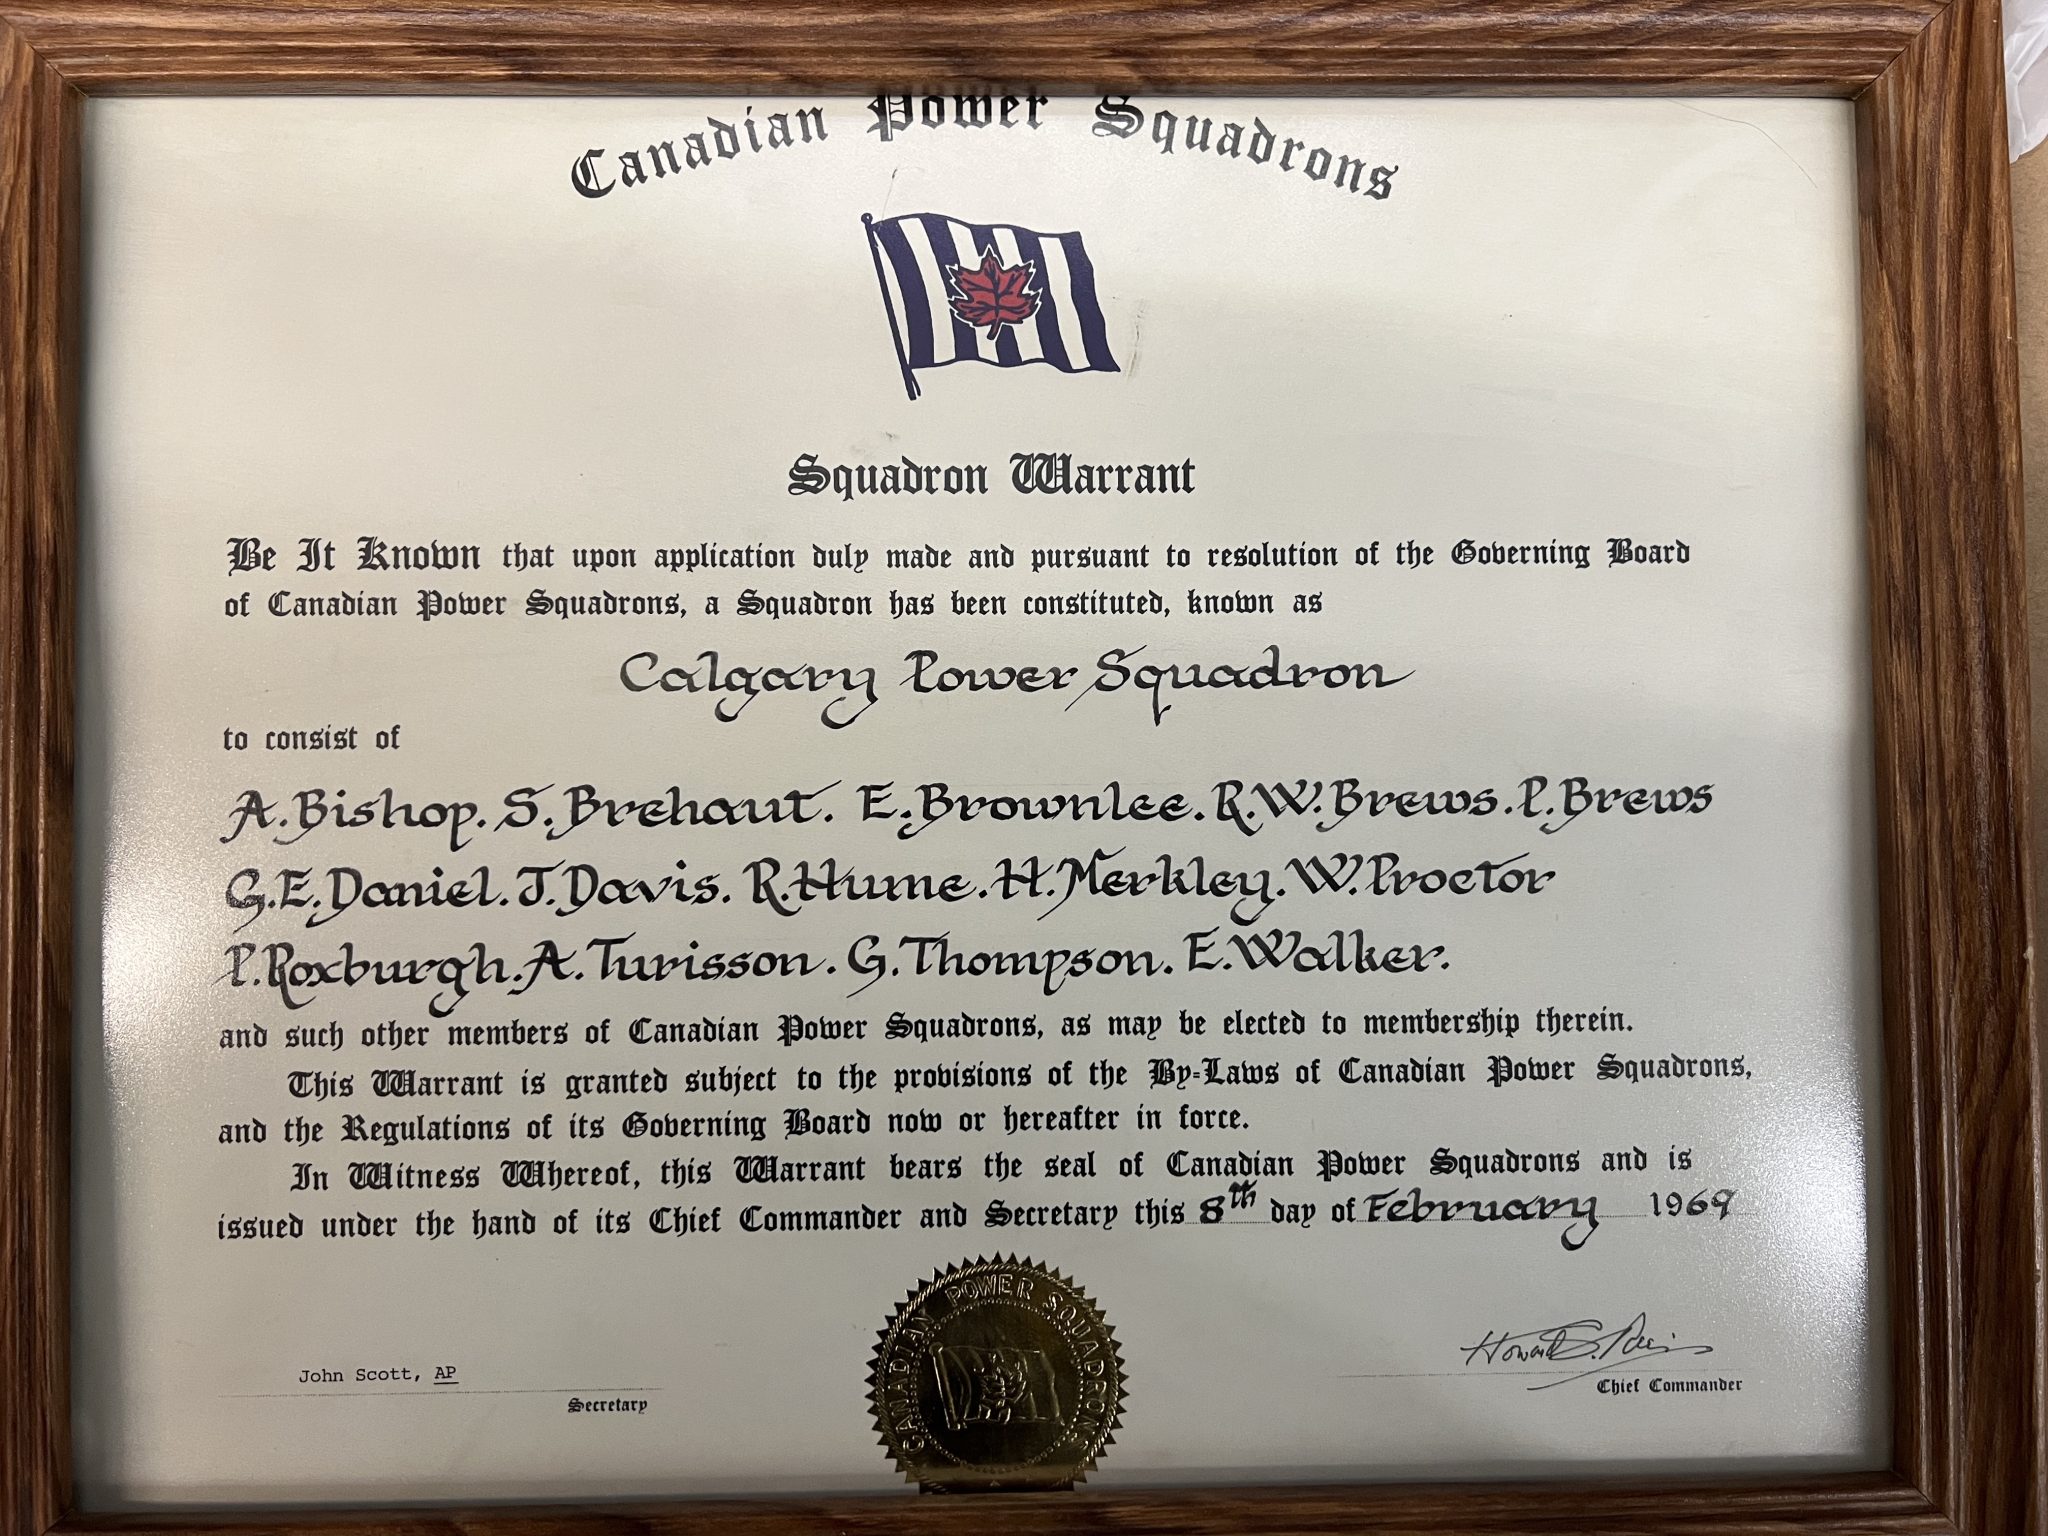 Canadian Power Squadrons
Squadron Warrant
Be It Known that upon application duly made and pursuant to resolution of the Governing Board
of Canadian Power Squadrons, a Squadron has been constituted, known as
Calgary Power Squadron
to consist of
A. Bishop. S. Brehaut. E. Brownlee. R.W. Brews. P. Brews
G.E. Daniel. J. Davis. R. Hume. H. Merkley. W. Proctor
P. Roxburgh. A. Turisson. G. Thompson. E. Walker.
and such other members of Canadian Power Squadrons, as may be elected to membership therein.
This Warrant is granted subject to the provisions of the By-Laws of Canadian Power Squadrons,
and the Regulations of its Governing Board now or hereafter in force.
In Witness Whereof, this Warrant bears the seal of Canadian Power Squadrons and is
issued under the hand of its Chief Commander and Secretary this 8th day of February 1969
CANADIAN POWER SQUADRONS
John Scott, AP
Secretary
Howard
Chief Commander